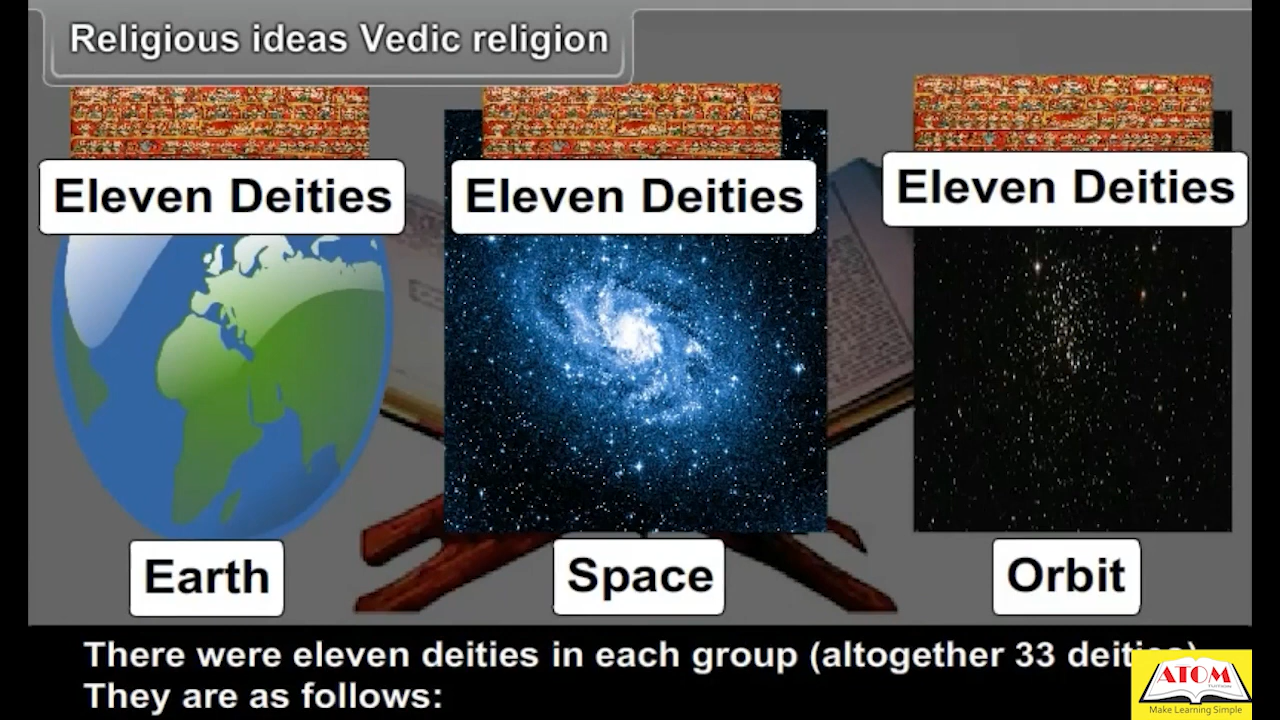 Religious ideas Vedic religion
Eleven Deities
Eleven Deities
Eleven Deities
Earth
Space
Orbit
There were eleven deities in each group (altogether 33
They are as follows:
ATOM
Make Learning Simple